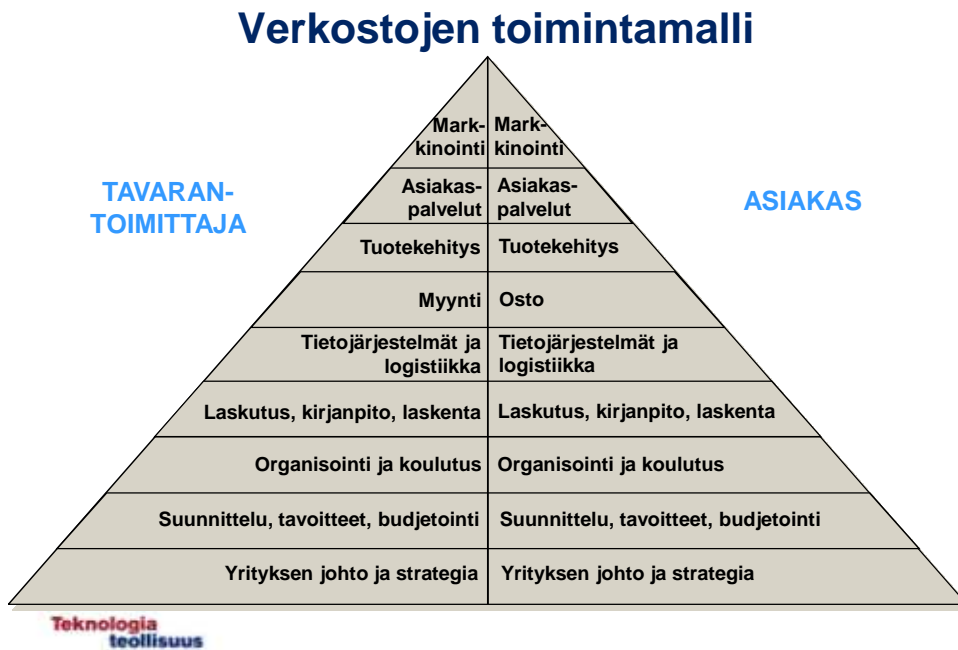 Verkostojen toimintamalli
TAVARAN-
TOIMITTAJA
ASIAKAS
Mark-
kinointi
Mark-
kinointi
Asiakas-
palvelut
Asiakas-
palvelut
Tuotekehitys
Tuotekehitys
Myynti
Osto
Tietojärjestelmät ja
logistiikka
Tietojärjestelmät ja
logistiikka
Laskutus, kirjanpito, laskenta
Laskutus, kirjanpito, laskenta
Organisointi ja koulutus
Organisointi ja koulutus
Suunnittelu, tavoitteet, budjetointi
Suunnittelu, tavoitteet, budjetointi
Yrityksen johto ja strategia
Yrityksen johto ja strategia
Teknologia
teollisuus